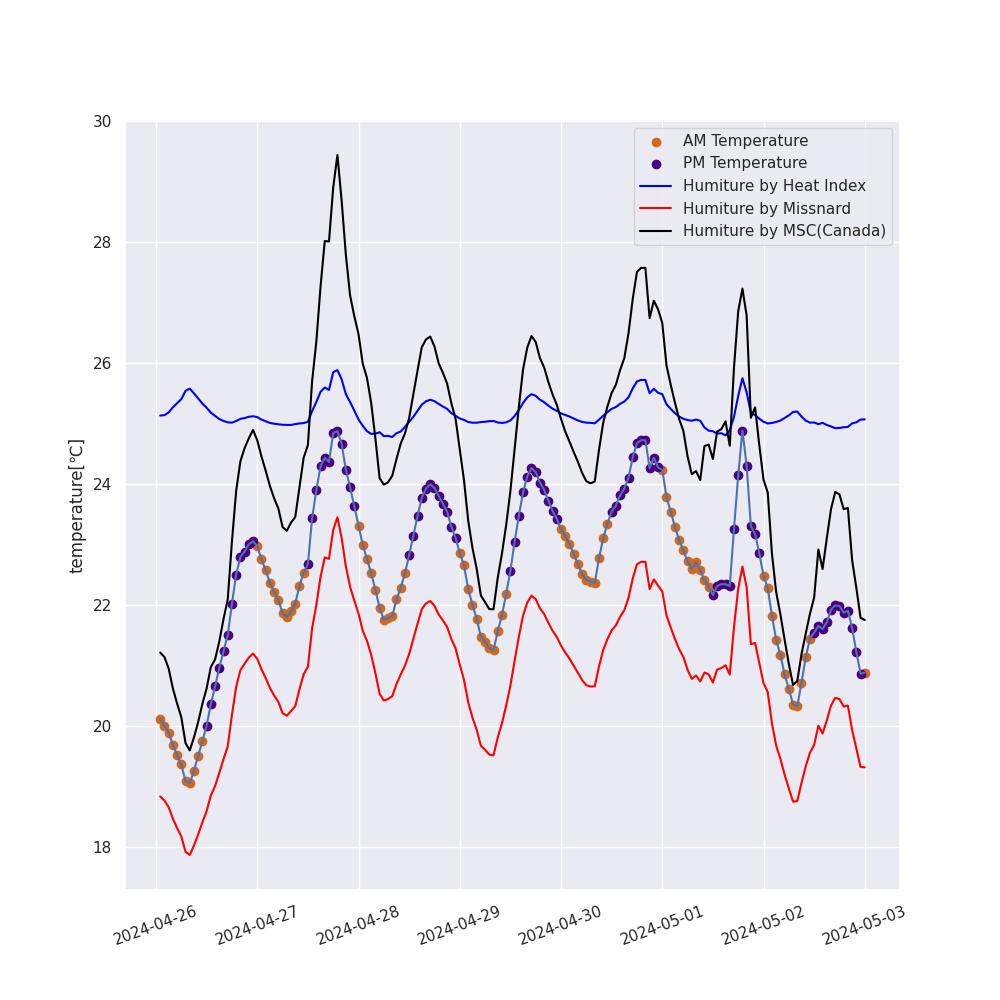 30
28
26
24
22
20
18
temperature[℃]
AM Temperature
PM Temperature
Humiture by Heat Index
Humiture by Missnard
Humiture by MSC(Canada)
2024-04-26
2024-04-27
2024-04-28
2024-04-29
2024-04-30
2024-05-01
2024-05-02
2024-05-03